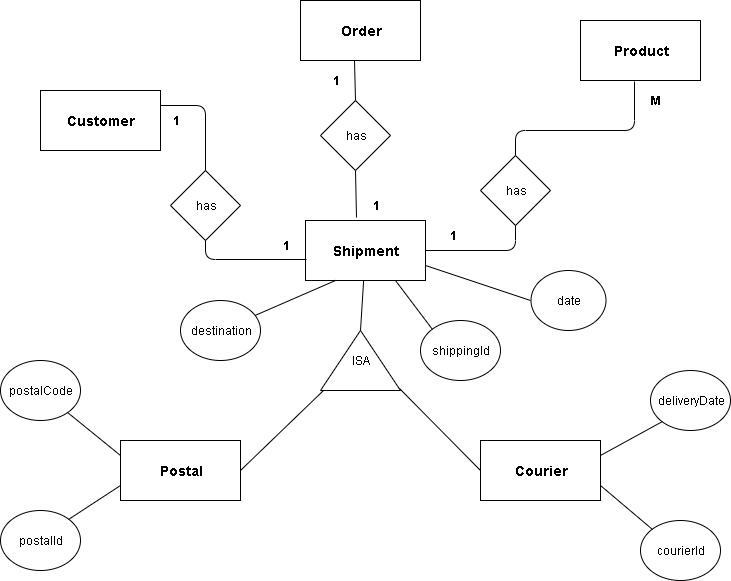 Order
Product
1
M
Customer
1
has
has
has
1
1
1
Shipment
date
destination
shippingId
ISA
postalCode
deliveryDate
Postal
Courier
postalId
courierId